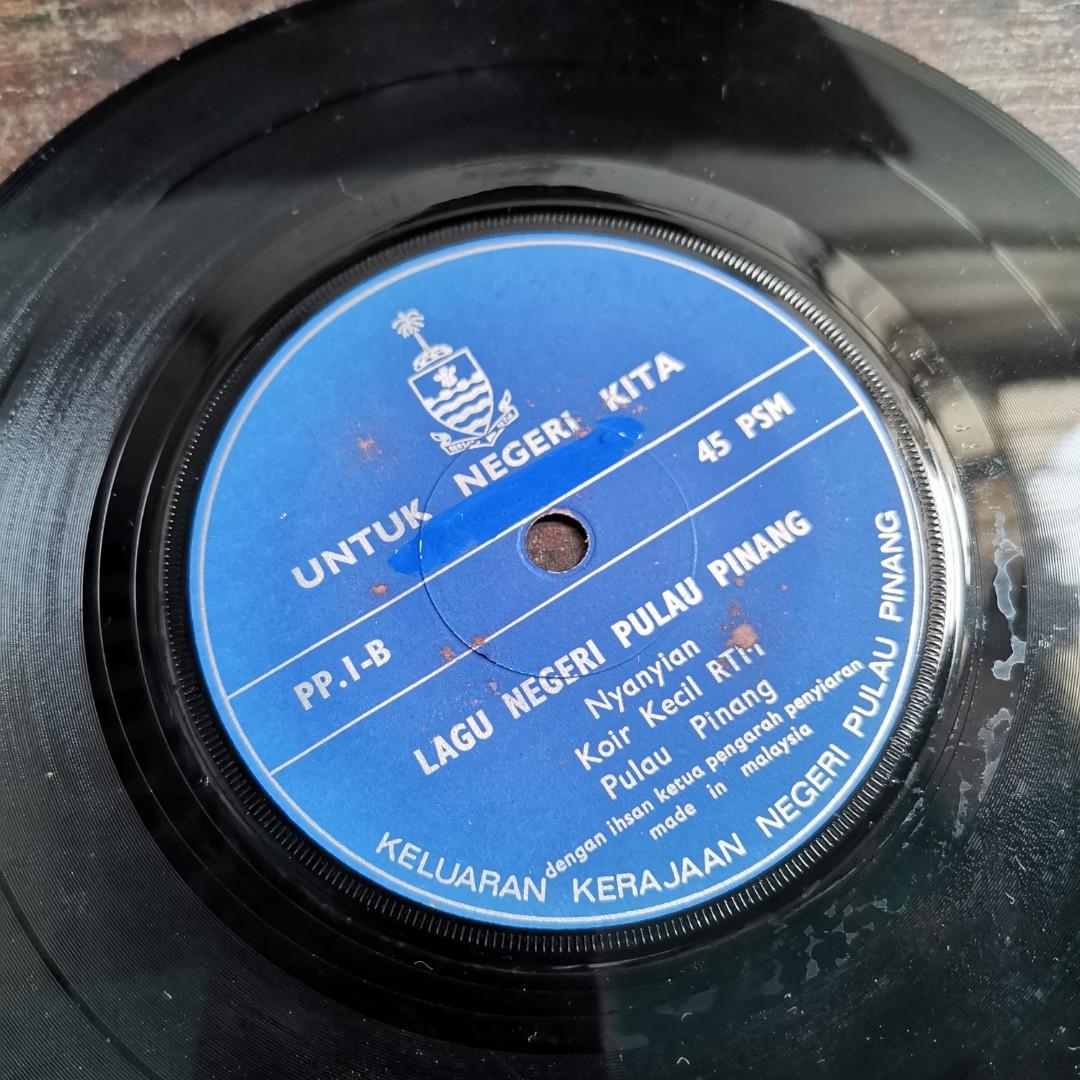 UNTUK NEGERI KITA
PP.1-B
45 PSM
LAGU NEGERI PULAU PINANG
Nyanyian
Koir Kecil RTM
Pulau Pinang
dengan ihsan ketua pengarah penyiaran
made in malaysia
KELUARAN KERAJAAN NEGERI PULAU PINANG